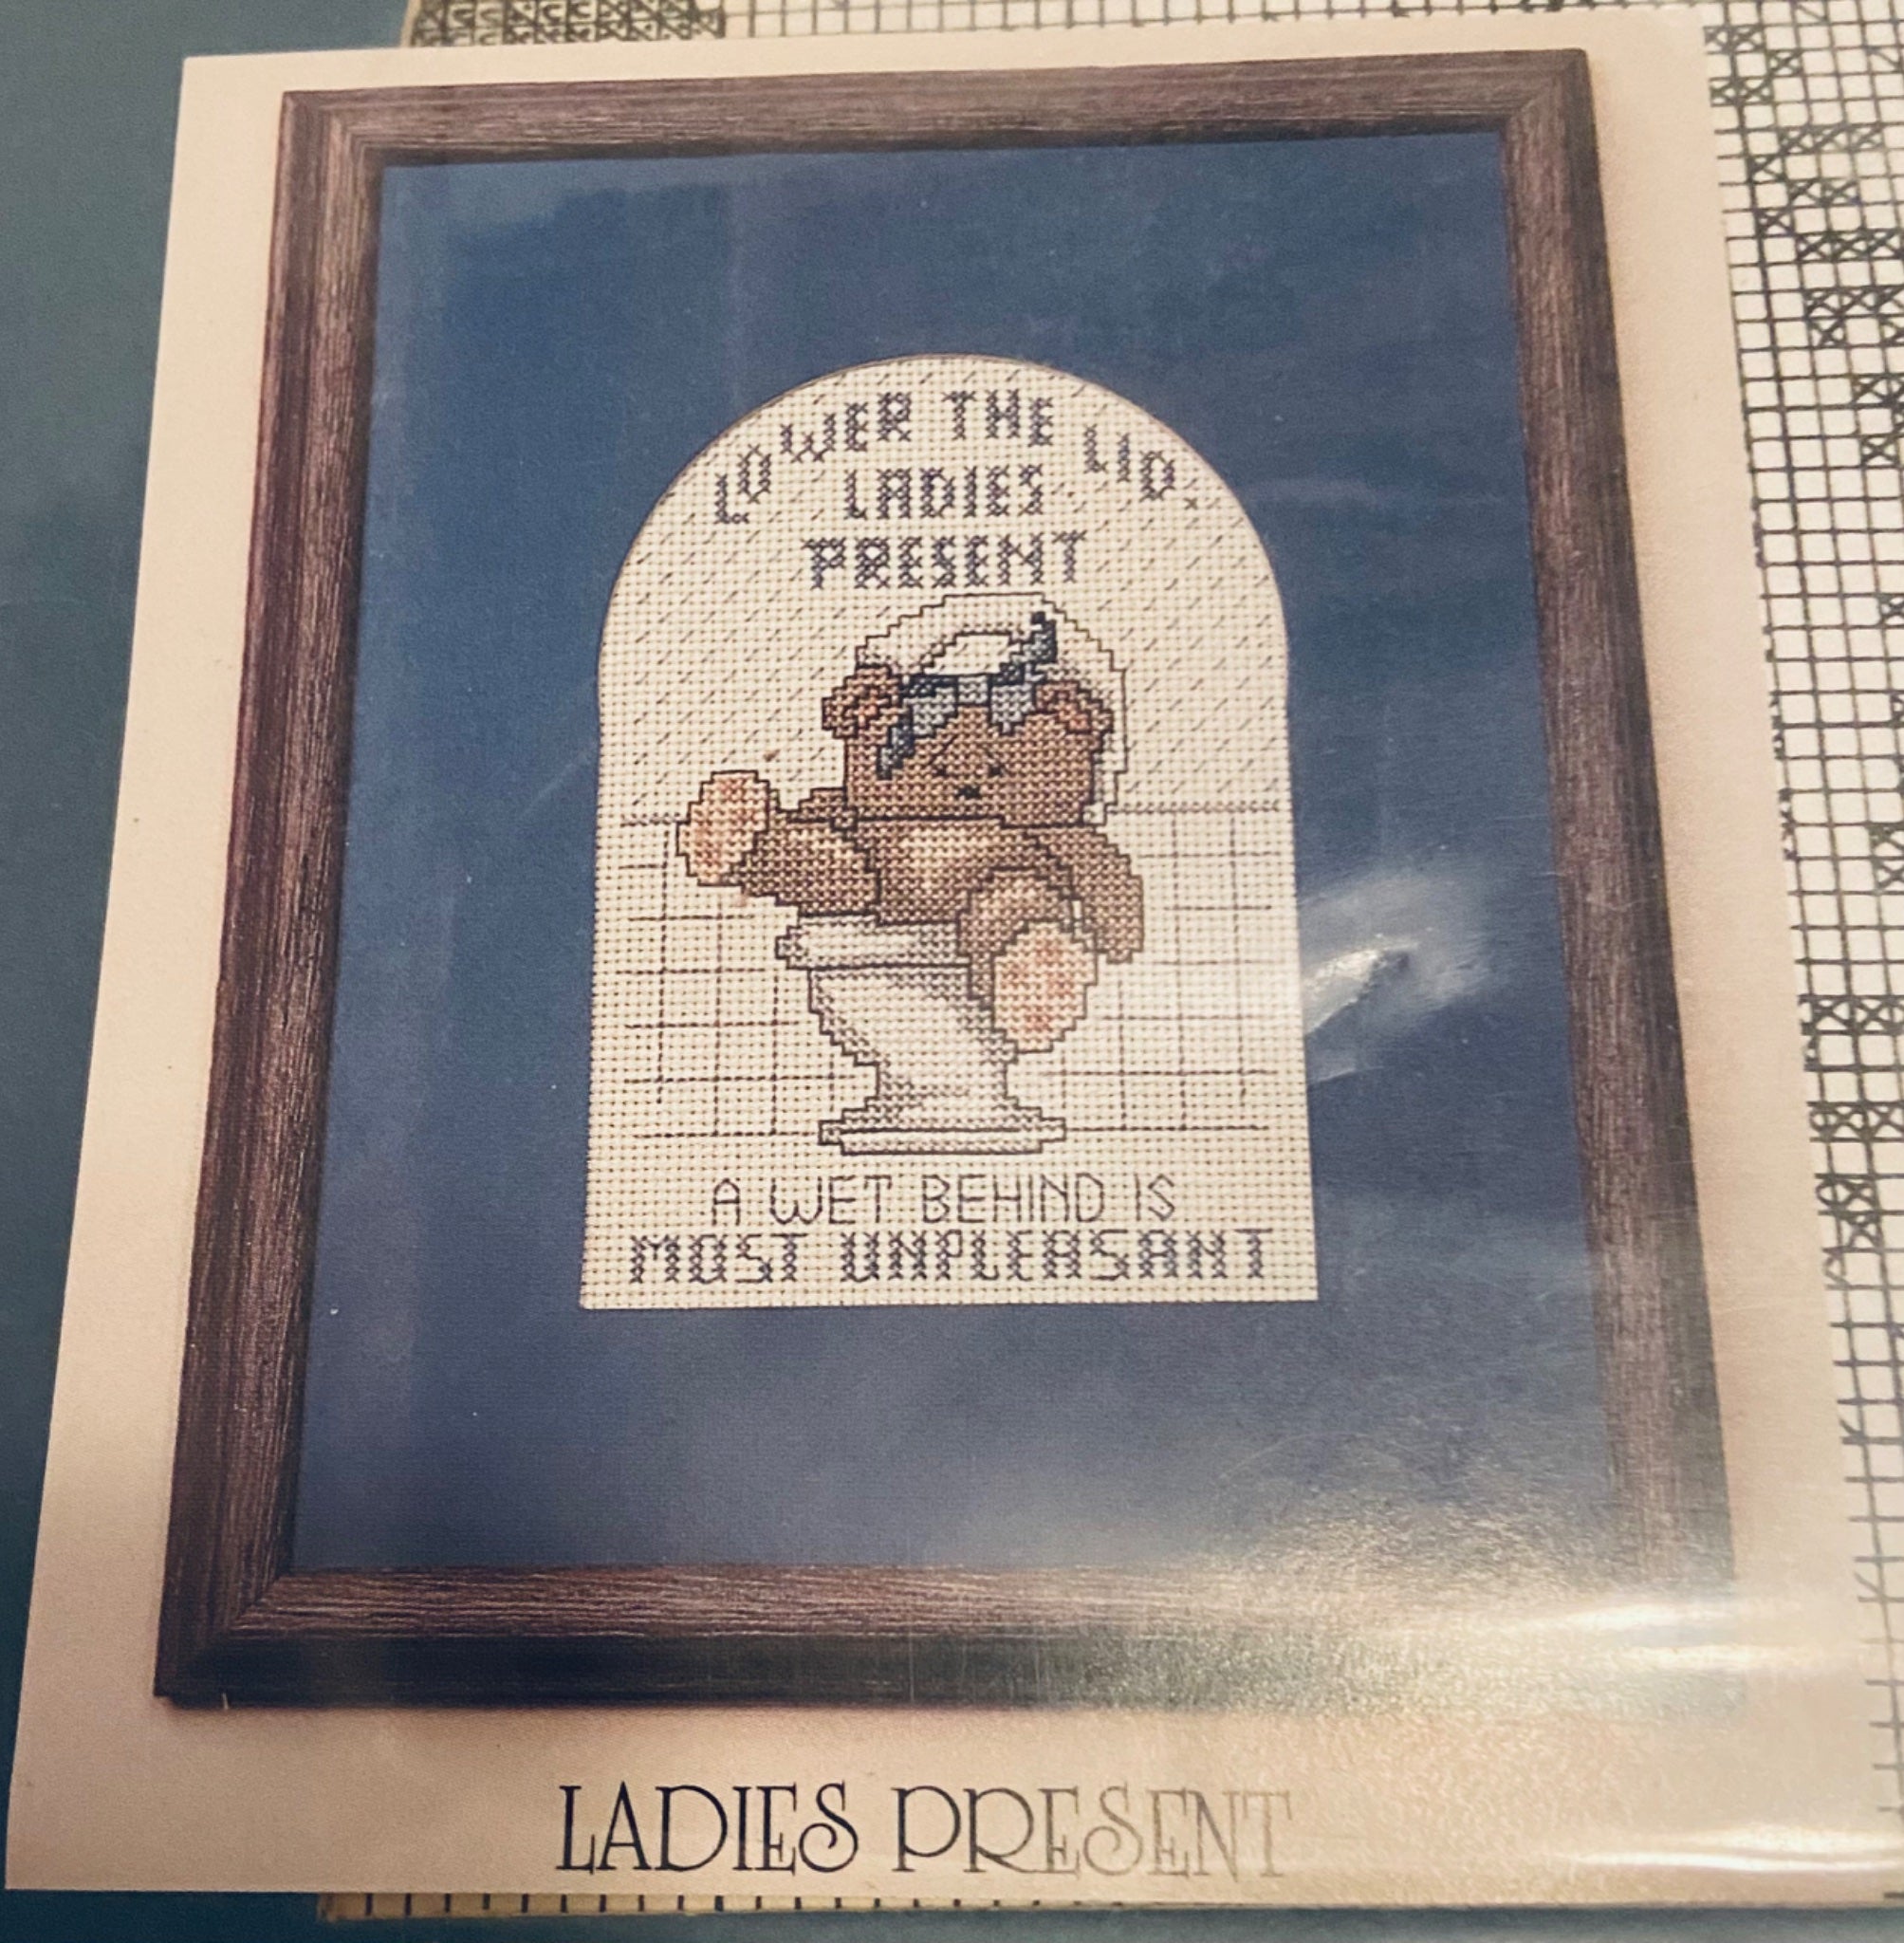 LOWER THE LID.
LADIES
PRESENT
A WET BEHIND IS
MOST UNPLEASANT
LADIES PRESENT